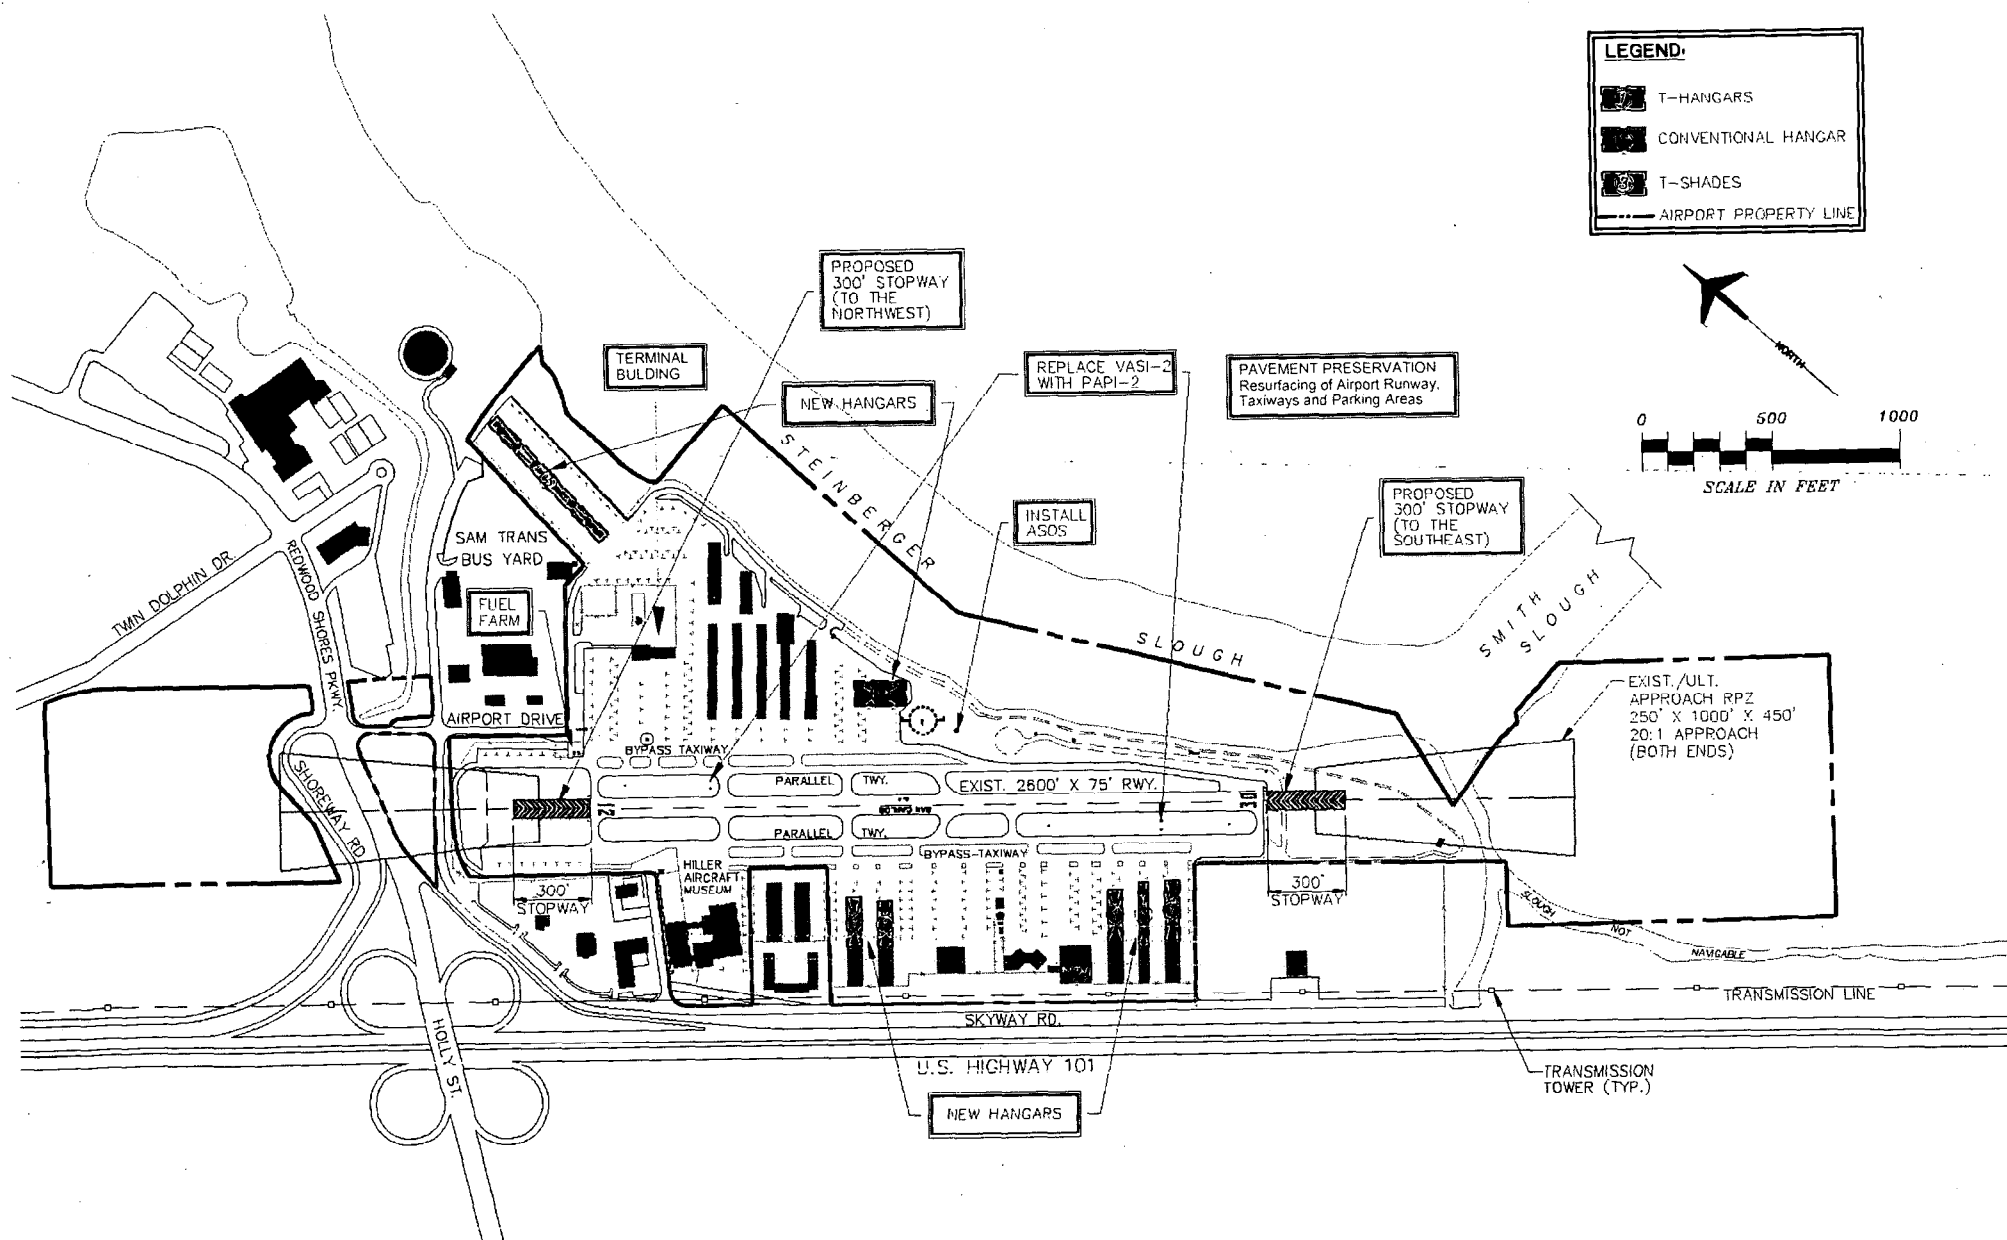 LEGEND:
T-HANGARS
CONVENTIONAL HANGAR
T-SHADES
AIRPORT PROPERTY LINE
PROPOSED
300' STOPWAY
(TO THE
NORTHWEST)
TERMINAL
BULDING
NEW HANGARS
REPLACE VASI-2
WITH PAPI-2
PAVEMENT PRESERVATION
Resurfacing of Airport Runway,
Taxiways and Parking Areas
NORTH
0 500 1000
SCALE IN FEET
STEINBERGER
SLOUGH
INSTALL
ASOS
PROPOSED
300' STOPWAY
(TO THE
SOUTHEAST)
SMITH
SLOUGH
SAM TRANS
BUS YARD
FUEL
FARM
TWIN DOLPHIN DR.
REDWOOD SHORES PKWY.
AIRPORT DRIVE
SHOREWAY RD.
EXIST./ULT.
APPROACH RPZ
250' X 1000' X 450'
20:1 APPROACH
(BOTH ENDS)
BYPASS TAXIWAY
PARALLEL TWY.
EXIST. 2600' X 75' RWY.
SAN CARLOS
PARALLEL TWY.
BYPASS-TAXIWAY
HILLER
AIRCRAFT
MUSEUM
300'
STOPWAY
300'
STOPWAY
SLOUGH
NOT
NAVIGABLE
TRANSMISSION LINE
SKYWAY RD.
HOLLY ST.
U.S. HIGHWAY 101
NEW HANGARS
TRANSMISSION
TOWER (TYP.)